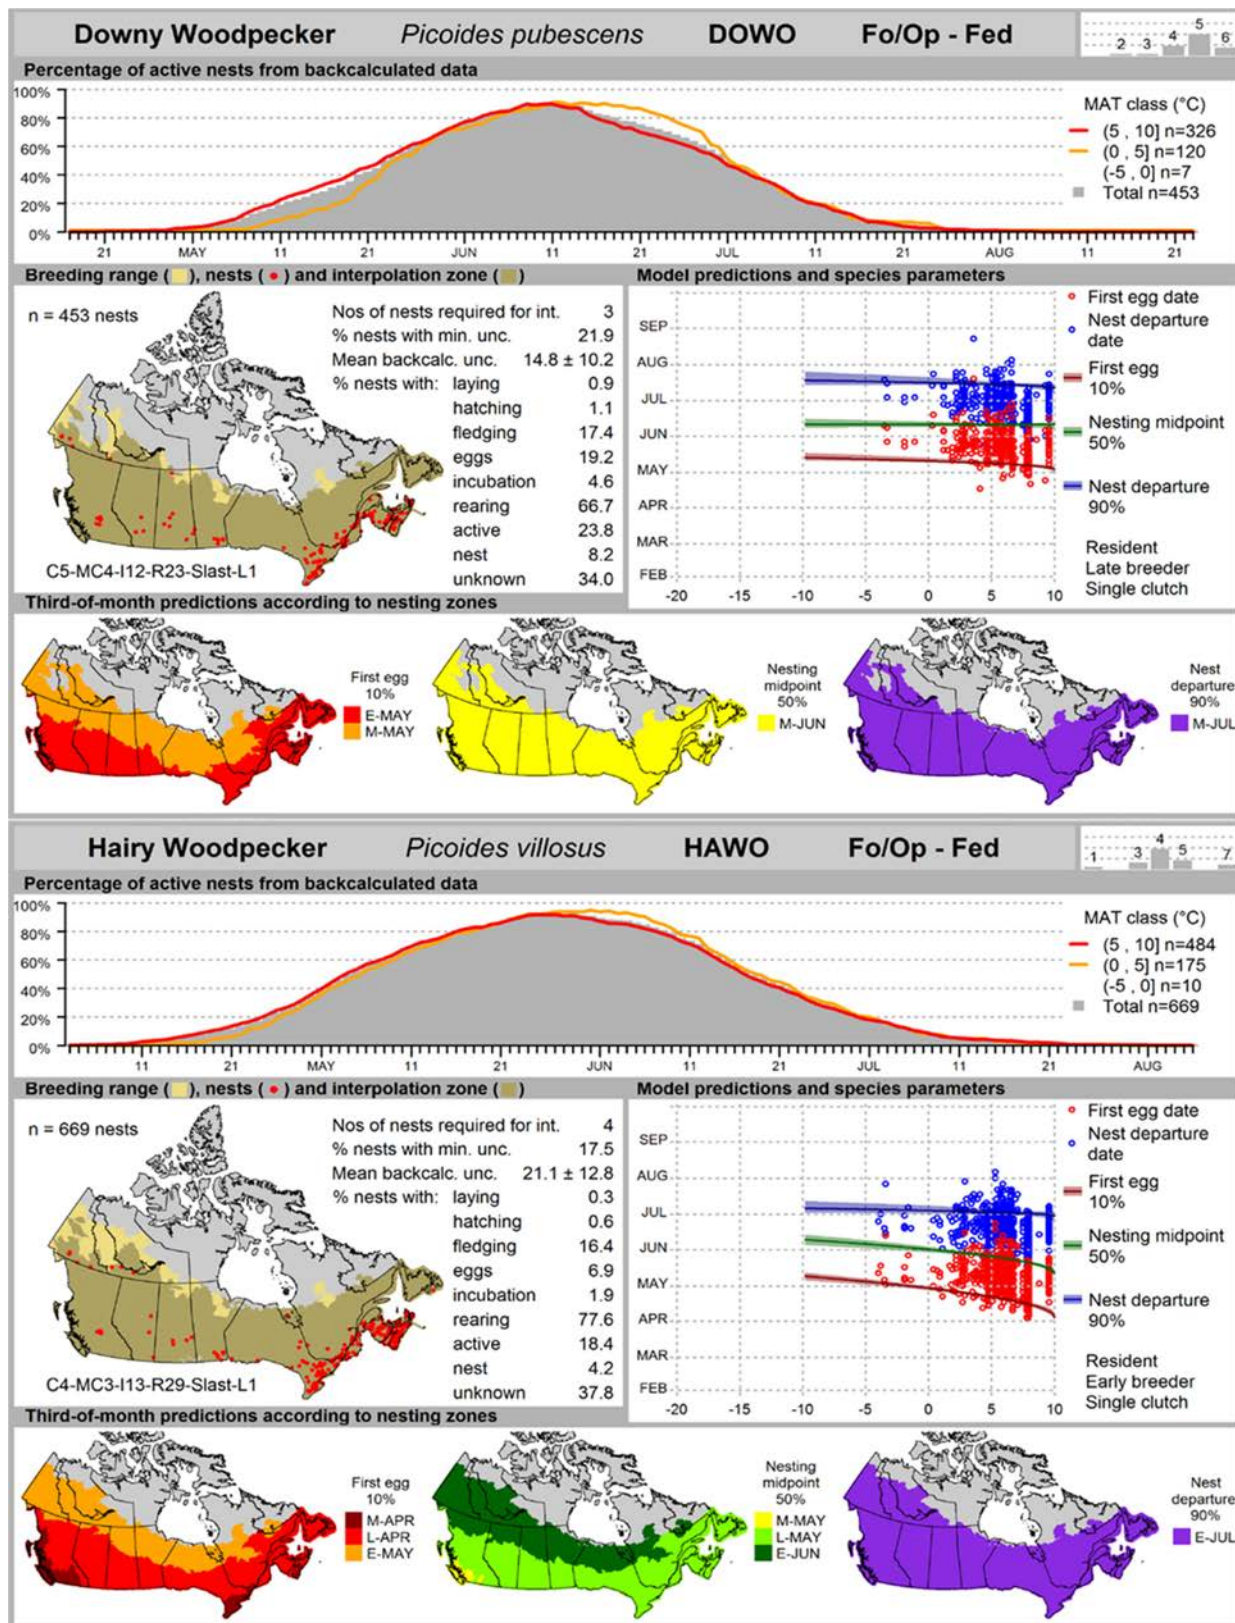 Downy Woodpecker Picoides pubescens DOWO Fo/Op - Fed
2 3 4 5 6
Percentage of active nests from backcalculated data
100%
80%
60%
40%
20%
0%
21 MAY 11 21 JUN 11 21 JUL 11 21 AUG 11 21
MAT class (°C)
(5 , 10] n=326
(0 , 5] n=120
(-5 , 0] n=7
Total n=453
Breeding range ( ), nests ( ) and interpolation zone ( )
n = 453 nests
Nos of nests required for int. 3
% nests with min. unc. 21.9
Mean backcalc. unc. 14.8 ± 10.2
% nests with: laying 0.9
hatching 1.1
fledging 17.4
eggs 19.2
incubation 4.6
rearing 66.7
active 23.8
nest 8.2
unknown 34.0
C5-MC4-I12-R23-Slast-L1
Model predictions and species parameters
SEP
AUG
JUL
JUN
MAY
APR
MAR
FEB
-20 -15 -10 -5 0 5 10
First egg date
Nest departure
date
First egg
10%
Nesting midpoint
50%
Nest departure
90%
Resident
Late breeder
Single clutch
Third-of-month predictions according to nesting zones
First egg
10%
E-MAY
M-MAY
Nesting
midpoint
50%
M-JUN
Nest
departure
90%
M-JUL
Hairy Woodpecker Picoides villosus HAWO Fo/Op - Fed
1 3 4 5 7
Percentage of active nests from backcalculated data
100%
80%
60%
40%
20%
0%
11 21 MAY 11 21 JUN 11 21 JUL 11 21 AUG
MAT class (°C)
(5 , 10] n=484
(0 , 5] n=175
(-5 , 0] n=10
Total n=669
Breeding range ( ), nests ( ) and interpolation zone ( )
n = 669 nests
Nos of nests required for int. 4
% nests with min. unc. 17.5
Mean backcalc. unc. 21.1 ± 12.8
% nests with: laying 0.3
hatching 0.6
fledging 16.4
eggs 6.9
incubation 1.9
rearing 77.6
active 18.4
nest 4.2
unknown 37.8
C4-MC3-I13-R29-Slast-L1
Model predictions and species parameters
SEP
AUG
JUL
JUN
MAY
APR
MAR
FEB
-20 -15 -10 -5 0 5 10
First egg date
Nest departure
date
First egg
10%
Nesting midpoint
50%
Nest departure
90%
Resident
Early breeder
Single clutch
Third-of-month predictions according to nesting zones
First egg
10%
M-APR
L-APR
E-MAY
Nesting
midpoint
50%
M-MAY
L-MAY
E-JUN
Nest
departure
90%
E-JUL